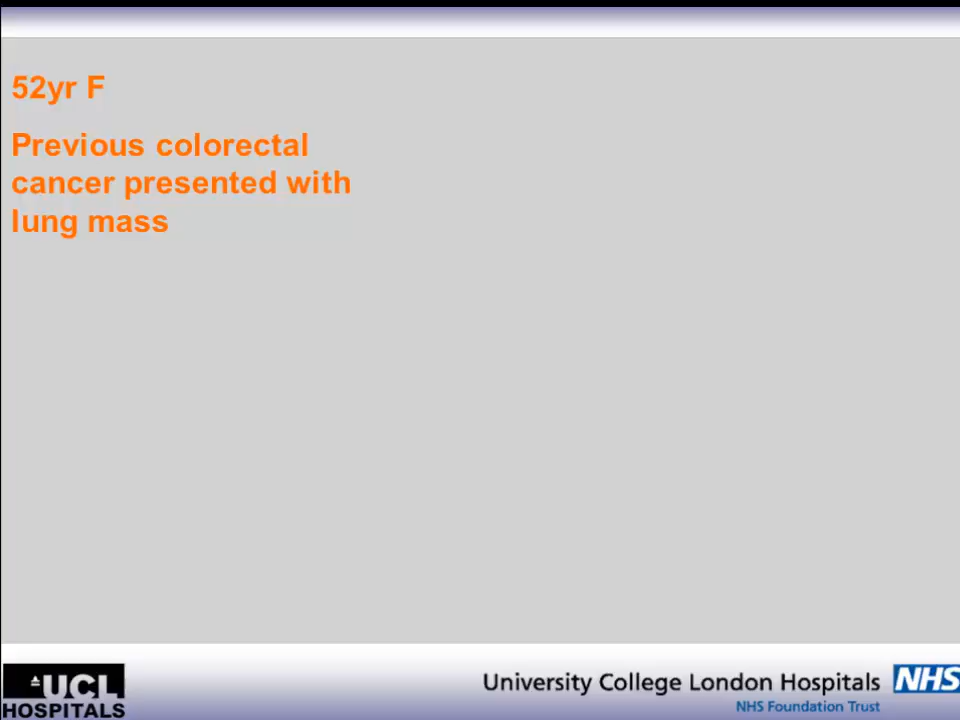 52yr F
Previous colorectal
cancer presented with
lung mass
UCL
HOSPITALS
University College London Hospitals
NHS
NHS Foundation Trust